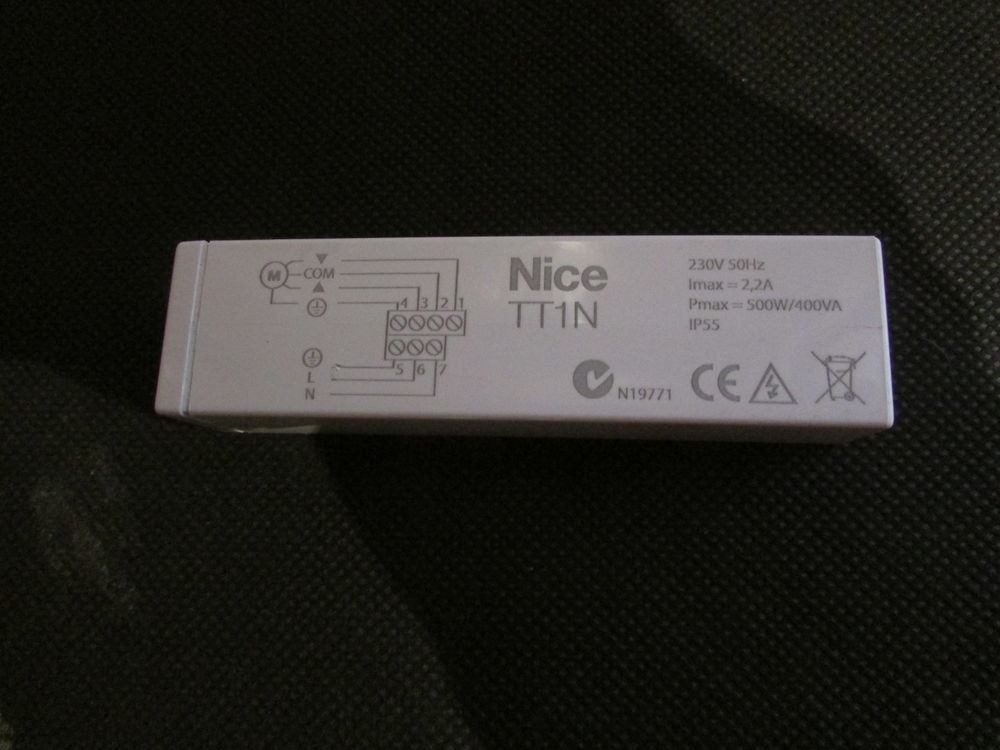 M
COM
4 3 2 1
5 6 7
L
N
Nice
TT1N
230V 50Hz
Imax = 2,2A
Pmax = 500W/400VA
IP55
N19771
CE